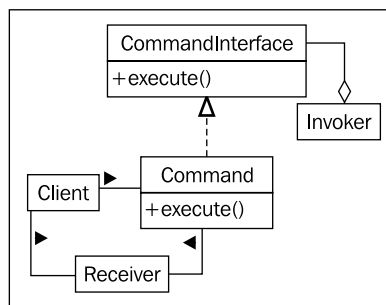 CommandInterface
+execute()
Invoker
Command
Client
+execute()
Receiver